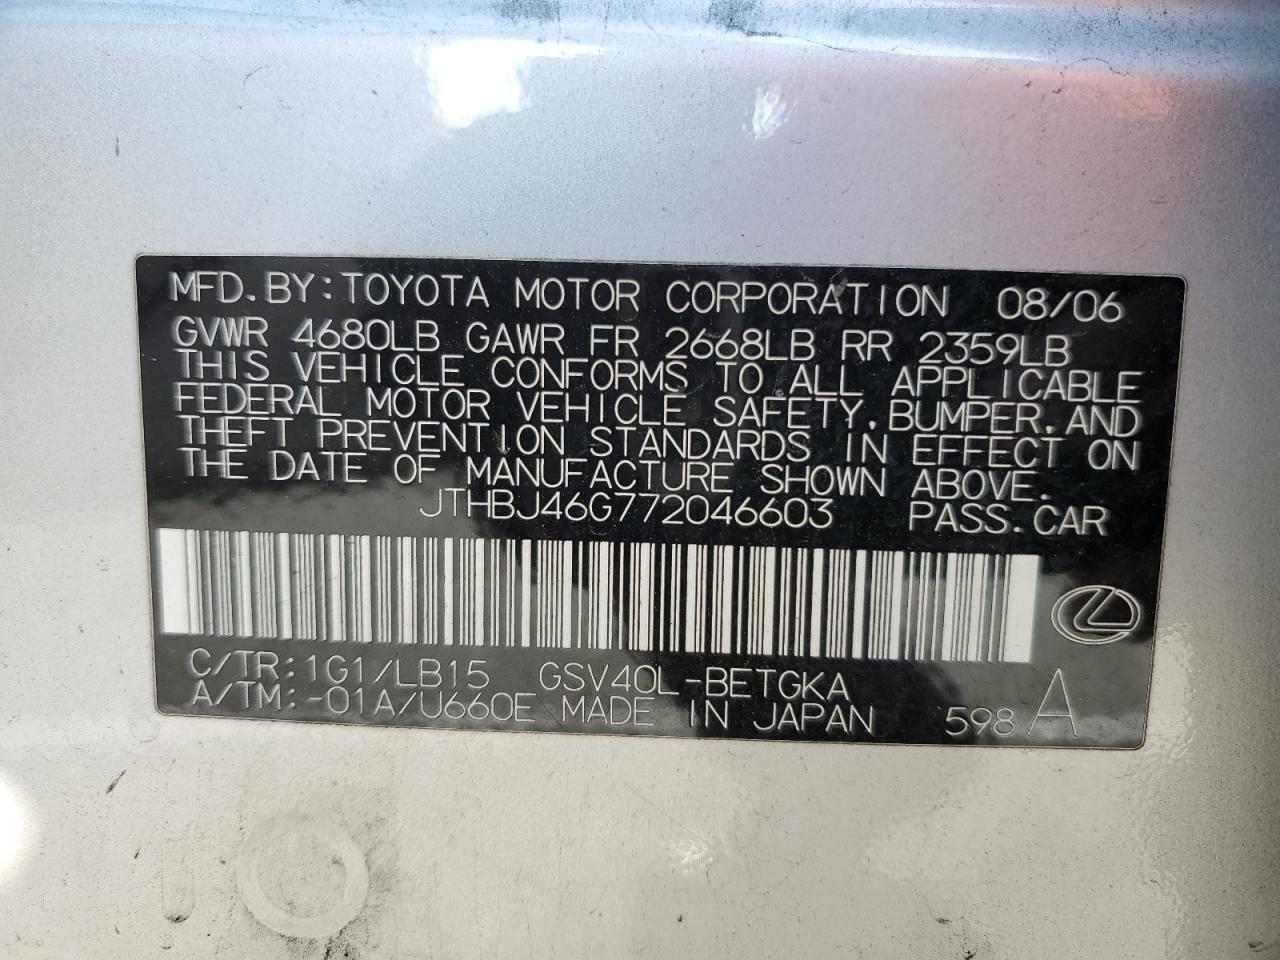 MFD.BY:TOYOTA MOTOR CORPORATION 08/06
GVWR 4680LB GAWR FR 2668LB RR 2359LB
THIS VEHICLE CONFORMS TO ALL APPLICABLE
FEDERAL MOTOR VEHICLE SAFETY,BUMPER,AND
THEFT PREVENTION STANDARDS IN EFFECT ON
THE DATE OF MANUFACTURE SHOWN ABOVE.
JTHBJ46G772046603 PASS.CAR
C/TR:1G1/LB15 GSV40L-BETGKA
A/TM:-01A/U660E MADE IN JAPAN 598 A